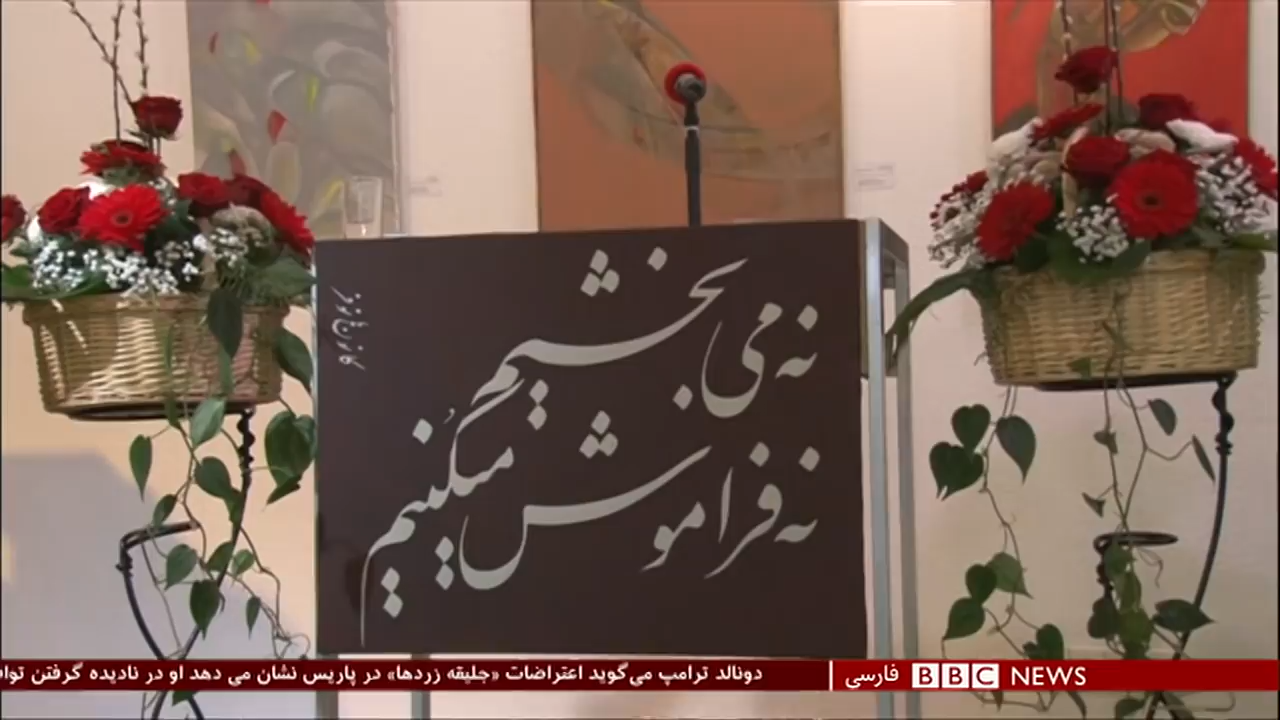 نه می بخشیم
نه فراموش میکنیم
دونالد ترامپ می‌گوید اعتراضات «جلیقه زردها» در پاریس نشان می دهد او در نادیده گرفتن
فارسی BBC NEWS